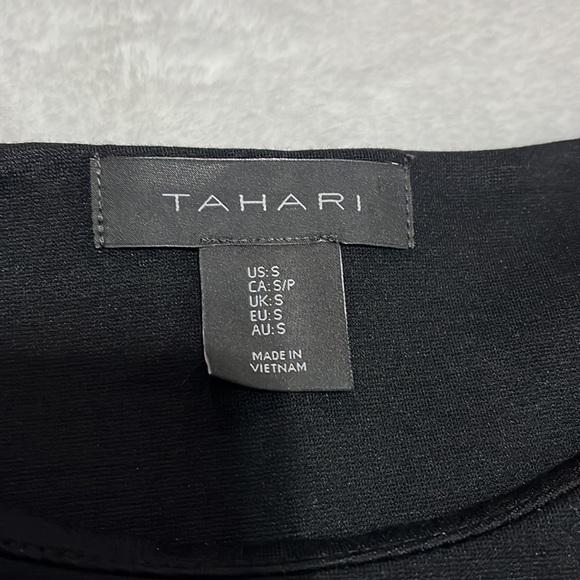 TAHARI
US: S
CA: S/P
UK: S
EU: S
AU: S
MADE IN
VIETNAM